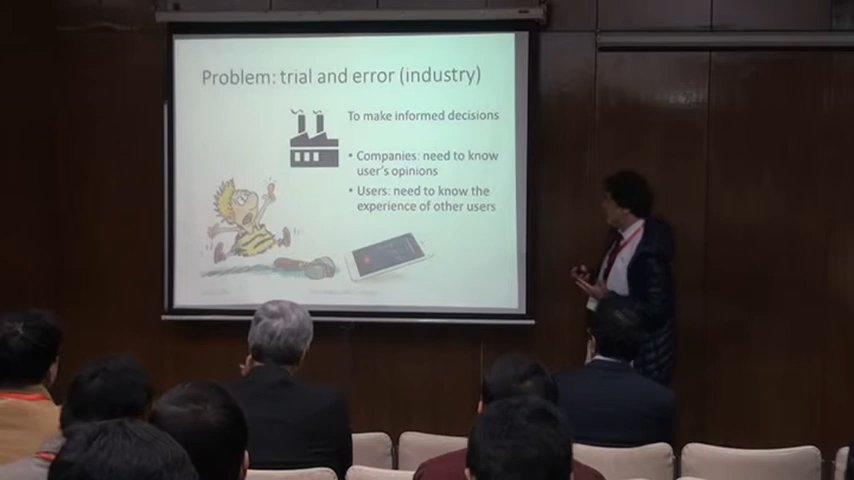 Problem: trial and error (industry)
To make informed decisions
• Companies: need to know
user's opinions
• Users: need to know the
experience of other users